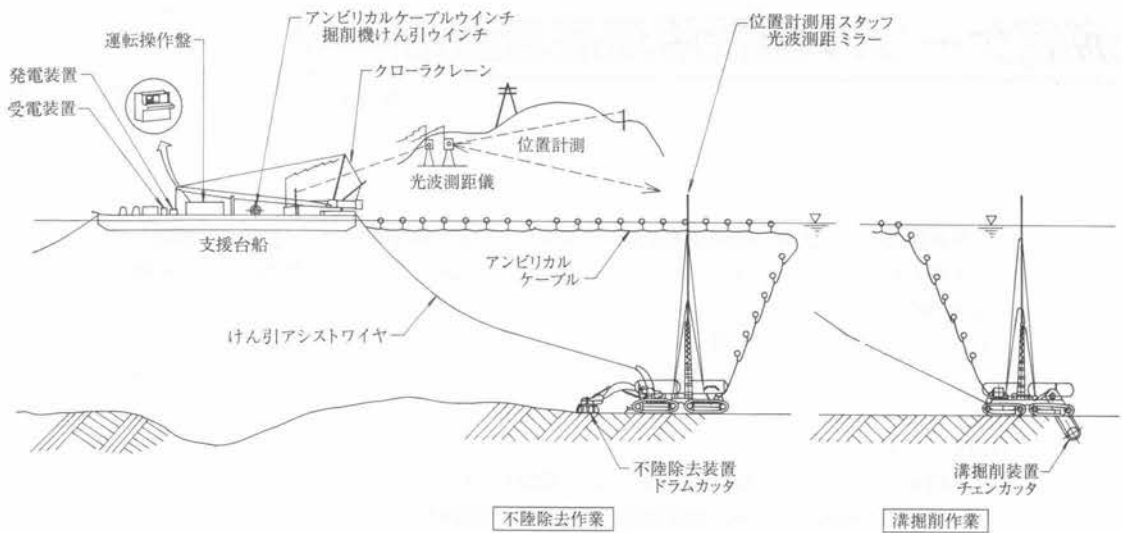 アンビリカルケーブルウインチ
掘削機けん引ウインチ
運転操作盤
発電装置
受電装置
クローラクレーン
位置計測用スタッフ
光波測距ミラー
位置計測
光波測距儀
支援台船
アンビリカル
ケーブル
けん引アシストワイヤ
不陸除去装置
ドラムカッタ
溝掘削装置
チェンカッタ
不陸除去作業
溝掘削作業